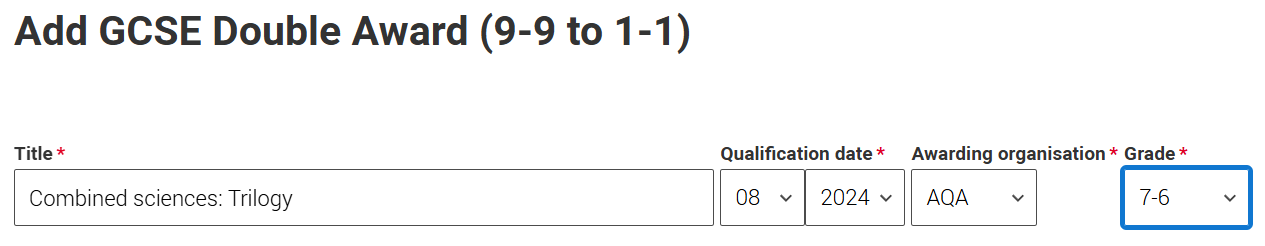 Add GCSE Double Award (9-9 to 1-1)
Title * Qualification date * Awarding organisation * Grade *
Combined sciences: Trilogy 08 2024 AQA 7-6